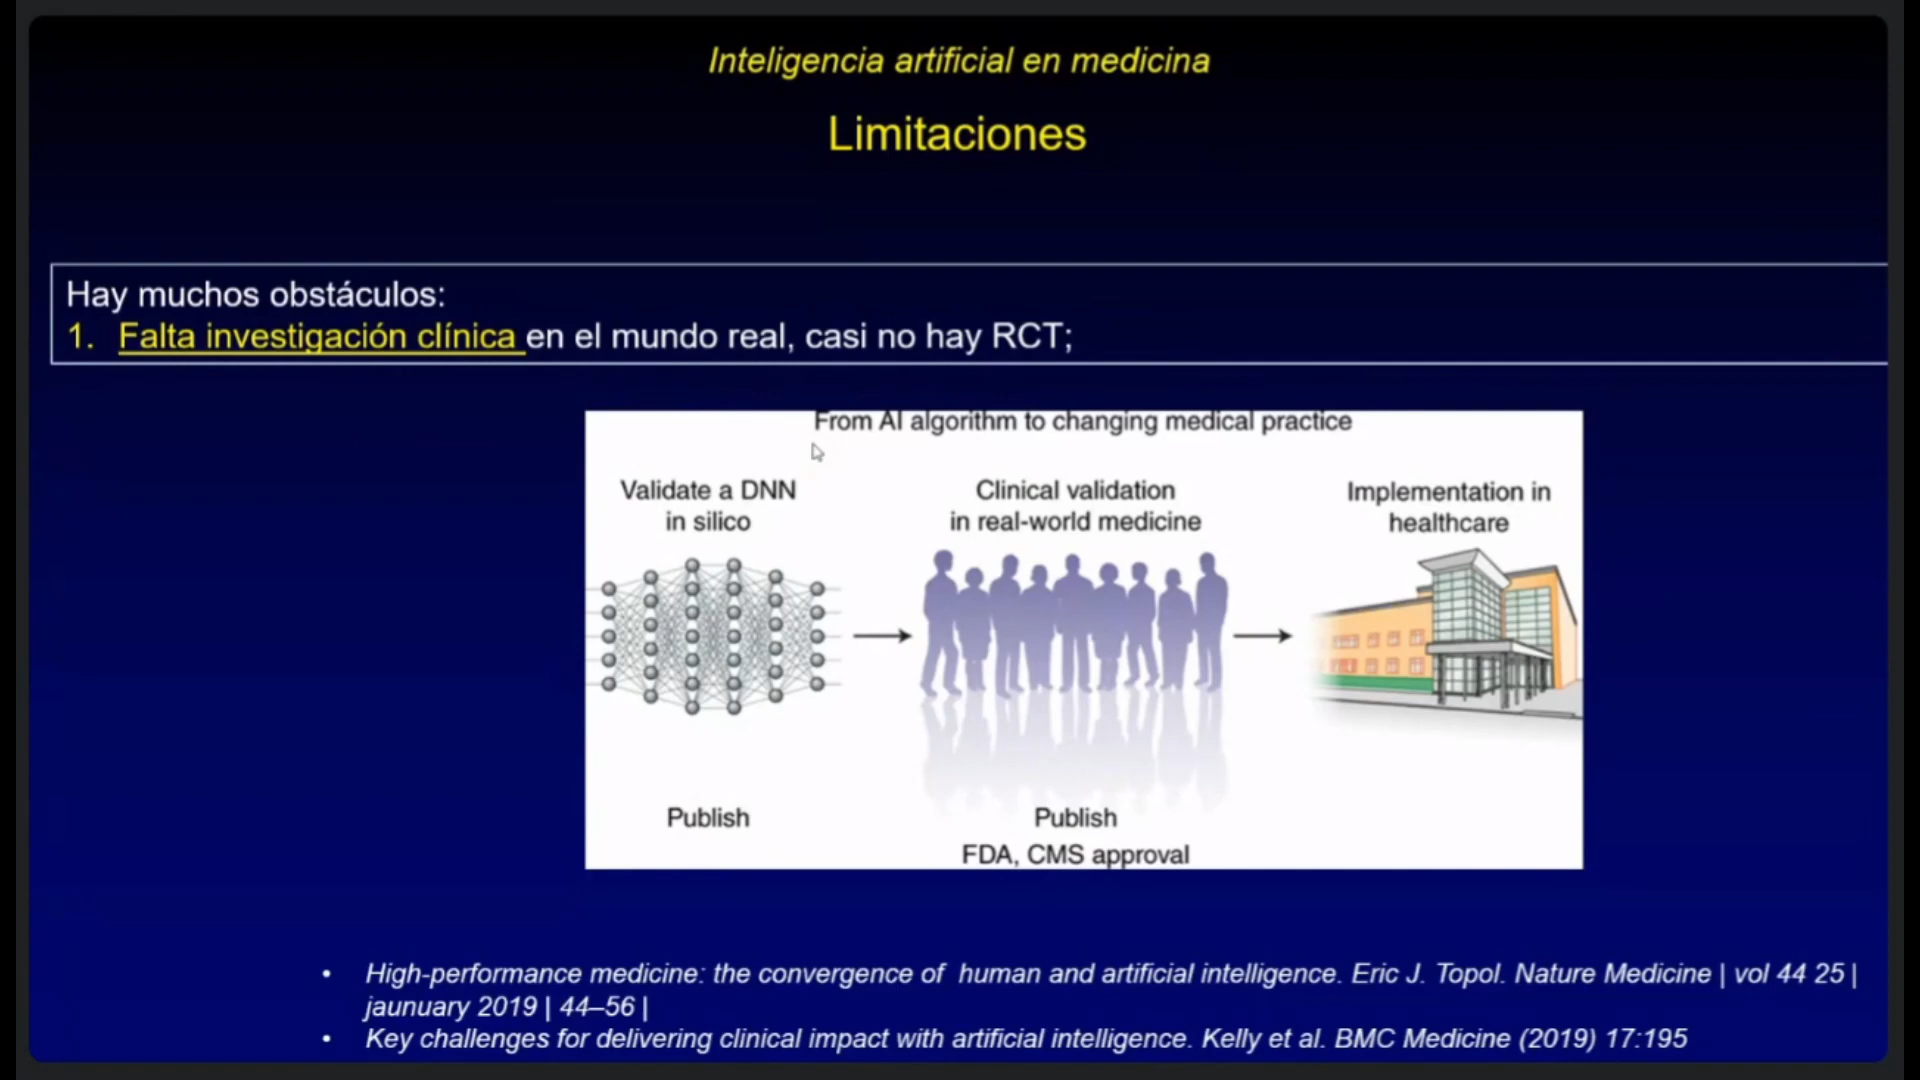 Inteligencia artificial en medicina
Limitaciones
Hay muchos obstáculos:
1. Falta investigación clínica en el mundo real, casi no hay RCT;
From AI algorithm to changing medical practice
Validate a DNN
in silico
Clinical validation
in real-world medicine
Implementation in
healthcare
Publish
Publish
FDA, CMS approval
• High-performance medicine: the convergence of human and artificial intelligence. Eric J. Topol. Nature Medicine | vol 44 25 |
jaunuary 2019 | 44–56 |
• Key challenges for delivering clinical impact with artificial intelligence. Kelly et al. BMC Medicine (2019) 17:195